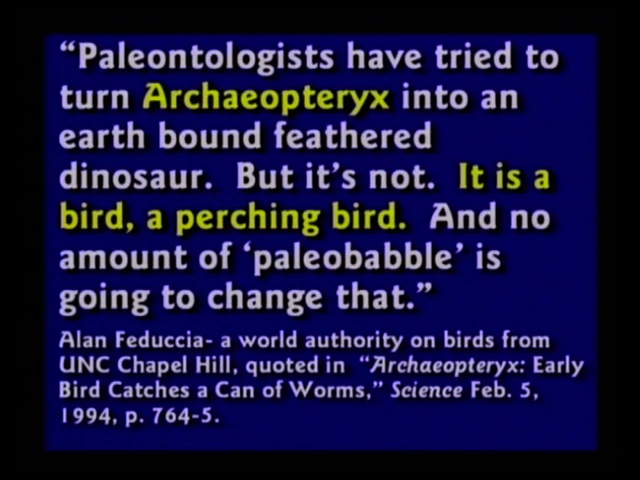 “Paleontologists have tried to
turn Archaeopteryx into an
earth bound feathered
dinosaur. But it’s not. It is a
bird, a perching bird. And no
amount of ‘paleobabble’ is
going to change that.”
Alan Feduccia- a world authority on birds from
UNC Chapel Hill, quoted in “Archaeopteryx: Early
Bird Catches a Can of Worms,” Science Feb. 5,
1994, p. 764-5.